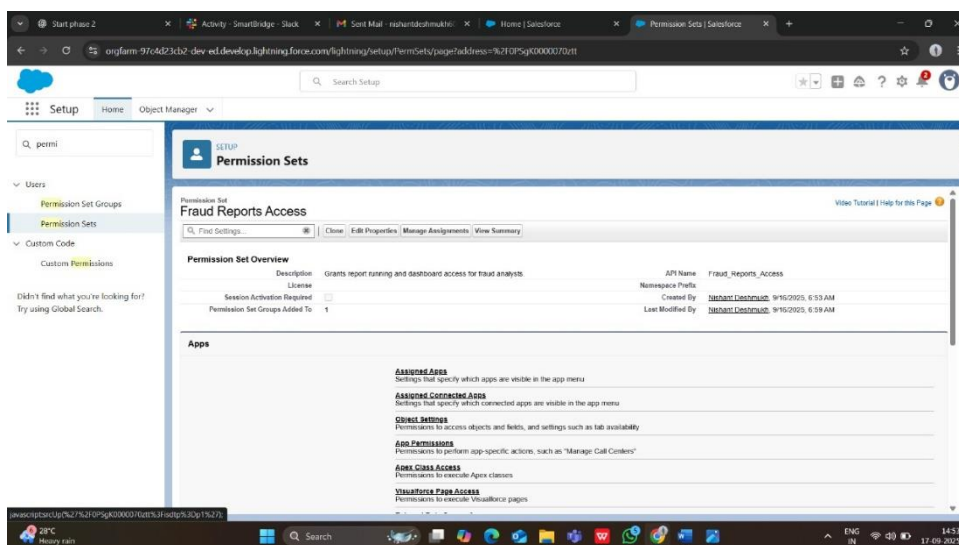 Start phase 2
Activity - SmartBridge - Slack
Sent Mail - nishantdeshmukh6
Home | Salesforce
Permission Sets | Salesforce
orgfarm-97c4d23cb2-dev-ed.develop.lightning.force.com/lightning/setup/PermSets/page?address=%2F0PSgK0000070ztt
Search Setup
Setup
Home
Object Manager
permi
Users
Permission Set Groups
Permission Sets
Custom Code
Custom Permissions
Didn't find what you're looking for?
Try using Global Search.
SETUP
Permission Sets
Permission Set
Fraud Reports Access
Video Tutorial | Help for this Page
Find Settings...
Clone Edit Properties Manage Assignments View Summary
Permission Set Overview
Description Grants report running and dashboard access for fraud analysts API Name Fraud_Reports_Access
License Namespace Prefix
Session Activation Required Created By Nishant Deshmukh, 9/16/2025, 6:53 AM
Permission Set Groups Added To 1 Last Modified By Nishant Deshmukh, 9/16/2025, 6:59 AM
Apps
Assigned Apps
Settings that specify which apps are visible in the app menu
Assigned Connected Apps
Settings that specify which connected apps are visible in the app menu
Object Settings
Permissions to access objects and fields, and settings such as tab availability
App Permissions
Permissions to perform app-specific actions, such as "Manage Call Centers"
Apex Class Access
Permissions to execute Apex classes
Visualforce Page Access
Permissions to execute Visualforce pages
javascript:srcUp(%27%2F0PSgK0000070ztt%3Fisdtp%3Dp1%27);
28°C
Heavy rain
Search
ENG
IN
14:53
17-09-2025